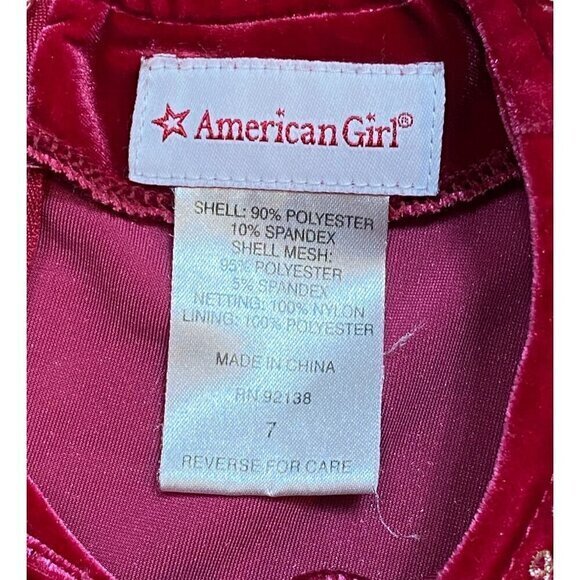 American Girl®
SHELL: 90% POLYESTER
10% SPANDEX
SHELL MESH:
95% POLYESTER
5% SPANDEX
NETTING: 100% NYLON
LINING: 100% POLYESTER
MADE IN CHINA
RN 92138
7
REVERSE FOR CARE